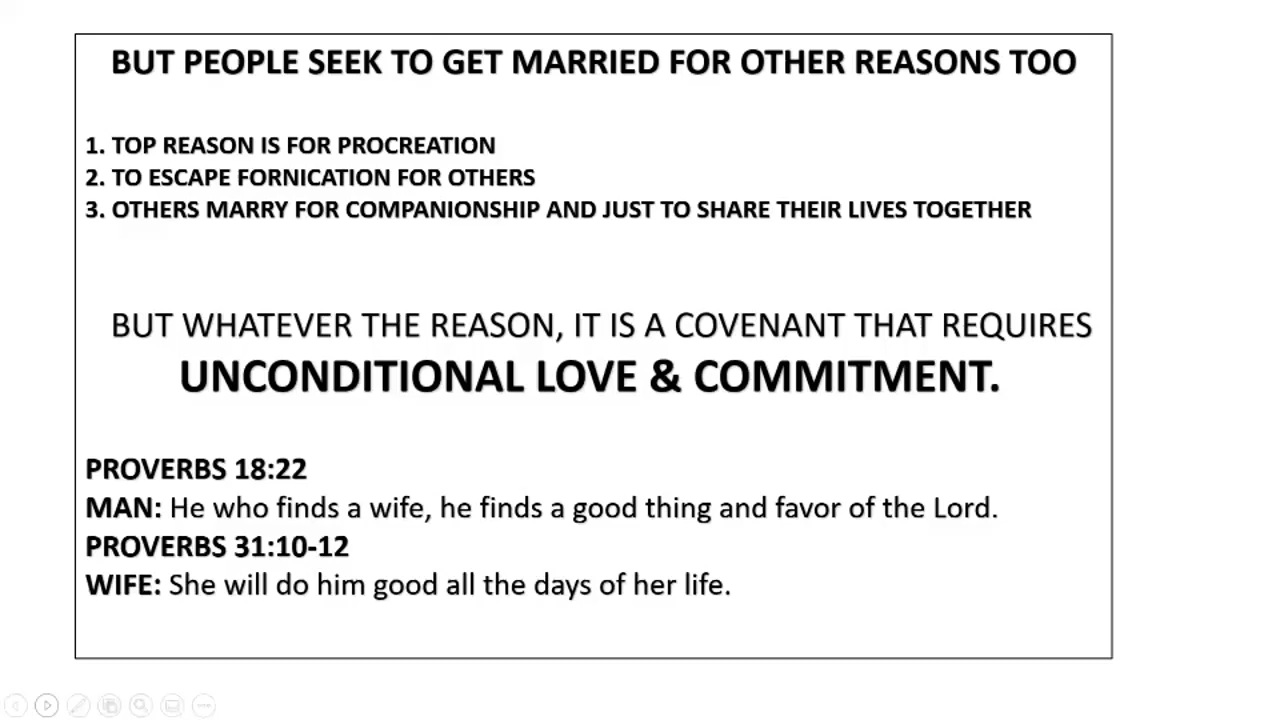 BUT PEOPLE SEEK TO GET MARRIED FOR OTHER REASONS TOO
1. TOP REASON IS FOR PROCREATION
2. TO ESCAPE FORNICATION FOR OTHERS
3. OTHERS MARRY FOR COMPANIONSHIP AND JUST TO SHARE THEIR LIVES TOGETHER
BUT WHATEVER THE REASON, IT IS A COVENANT THAT REQUIRES
UNCONDITIONAL LOVE & COMMITMENT.
PROVERBS 18:22
MAN: He who finds a wife, he finds a good thing and favor of the Lord.
PROVERBS 31:10-12
WIFE: She will do him good all the days of her life.